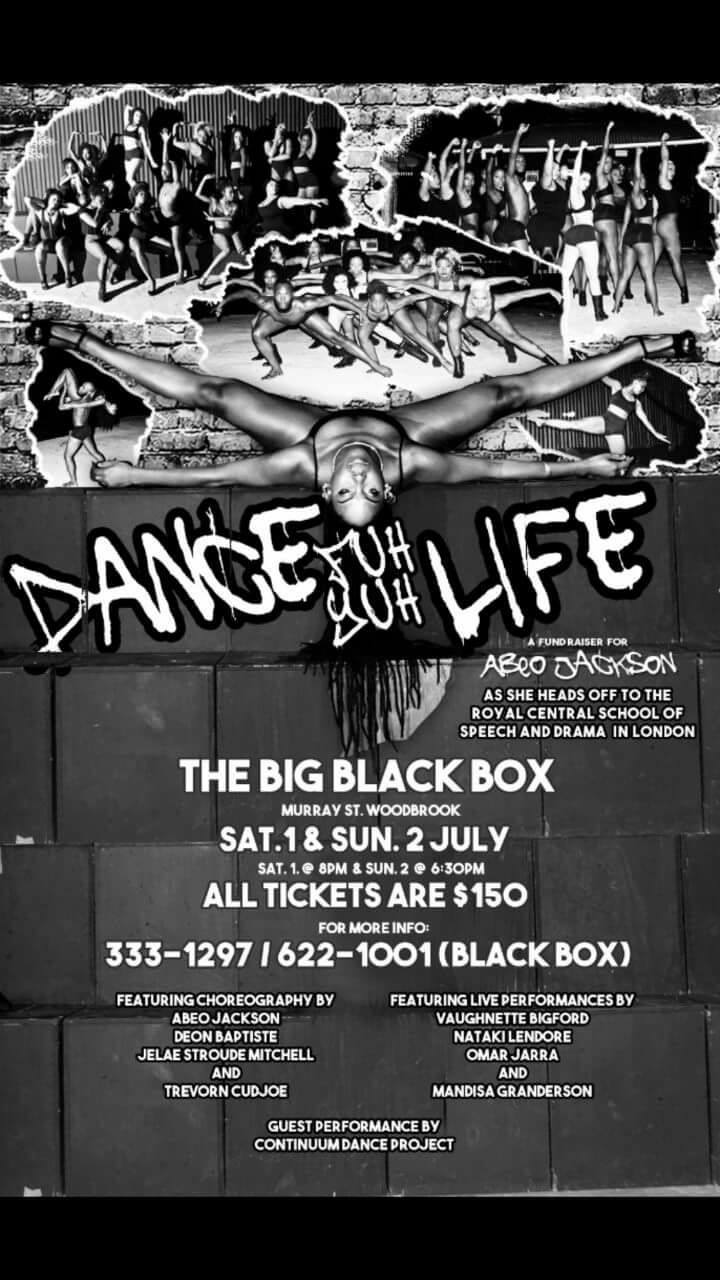 DANCE FUH YUH LIFE
A FUNDRAISER FOR
ABEO JACKSON
AS SHE HEADS OFF TO THE
ROYAL CENTRAL SCHOOL OF
SPEECH AND DRAMA IN LONDON
THE BIG BLACK BOX
MURRAY ST. WOODBROOK
SAT.1 & SUN. 2 JULY
SAT. 1. @ 8PM & SUN. 2 @ 6:30PM
ALL TICKETS ARE $150
FOR MORE INFO:
333-1297 / 622-1001 (BLACK BOX)
FEATURING CHOREOGRAPHY BY
ABEO JACKSON
DEON BAPTISTE
JELAE STROUDE MITCHELL
AND
TREVORN CUDJOE
FEATURING LIVE PERFORMANCES BY
VAUGHNETTE BIGFORD
NATAKI LENDORE
OMAR JARRA
AND
MANDISA GRANDERSON
GUEST PERFORMANCE BY
CONTINUUM DANCE PROJECT